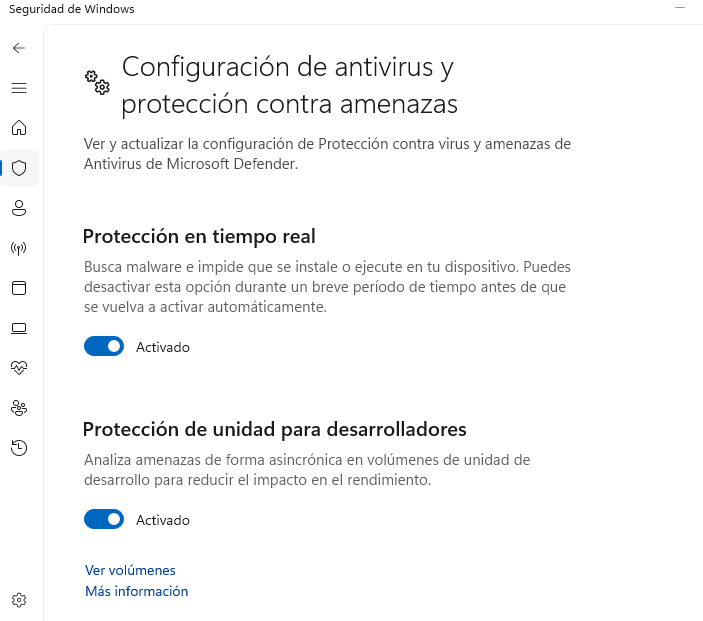 Seguridad de Windows
Configuración de antivirus y
protección contra amenazas
Ver y actualizar la configuración de Protección contra virus y amenazas de
Antivirus de Microsoft Defender.
Protección en tiempo real
Busca malware e impide que se instale o ejecute en tu dispositivo. Puedes
desactivar esta opción durante un breve período de tiempo antes de que
se vuelva a activar automáticamente.
Activado
Protección de unidad para desarrolladores
Analiza amenazas de forma asincrónica en volúmenes de unidad de
desarrollo para reducir el impacto en el rendimiento.
Activado
Ver volúmenes
Más información